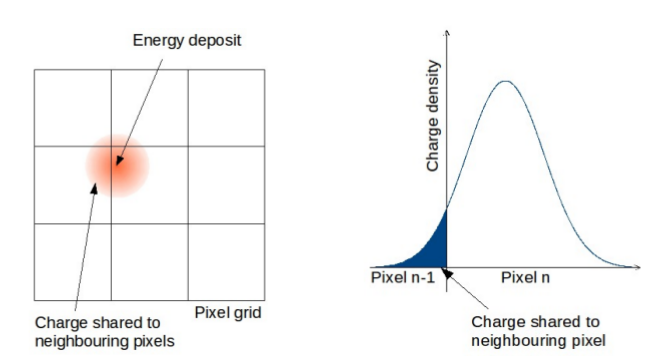 Energy deposit
Pixel grid
Charge shared to
neighbouring pixels
Charge density
Pixel n-1
Pixel n
Charge shared to
neighbouring pixel